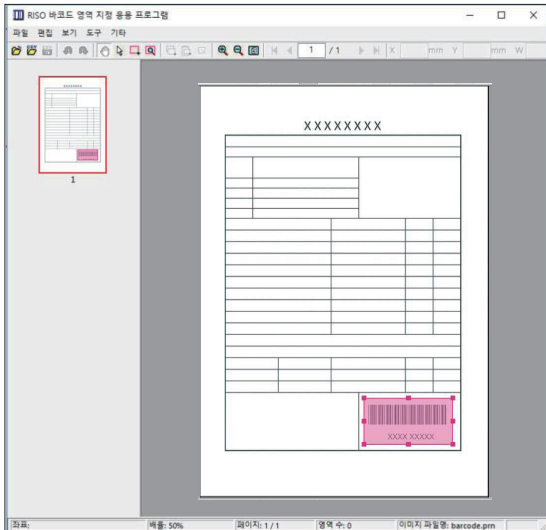 RISO 바코드 영역 지정 응용 프로그램
파일 편집 보기 도구 기타
1 / 1 X mm Y mm W
XXXXXXXX
1
XXXX XXXXX
좌표: 배율: 50% 페이지: 1 / 1 영역 수: 0 이미지 파일명: barcode.prn